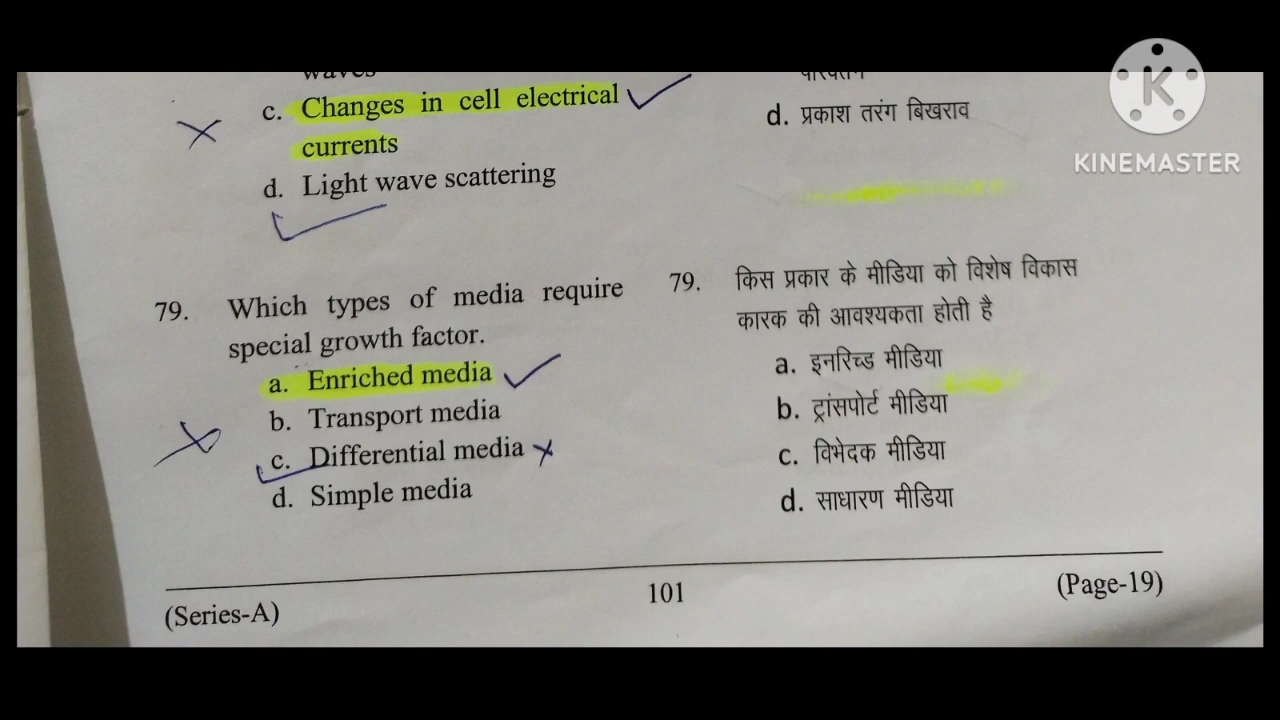 waves
c. Changes in cell electrical
currents
d. Light wave scattering
d. प्रकाश तरंग बिखराव
K
KINEMASTER
79. Which types of media require
special growth factor.
a. Enriched media
b. Transport media
c. Differential media
d. Simple media
79. किस प्रकार के मीडिया को विशेष विकास
कारक की आवश्यकता होती है
a. इनरिच्ड मीडिया
b. ट्रांसपोर्ट मीडिया
c. विभेदक मीडिया
d. साधारण मीडिया
(Series-A)
101
(Page-19)